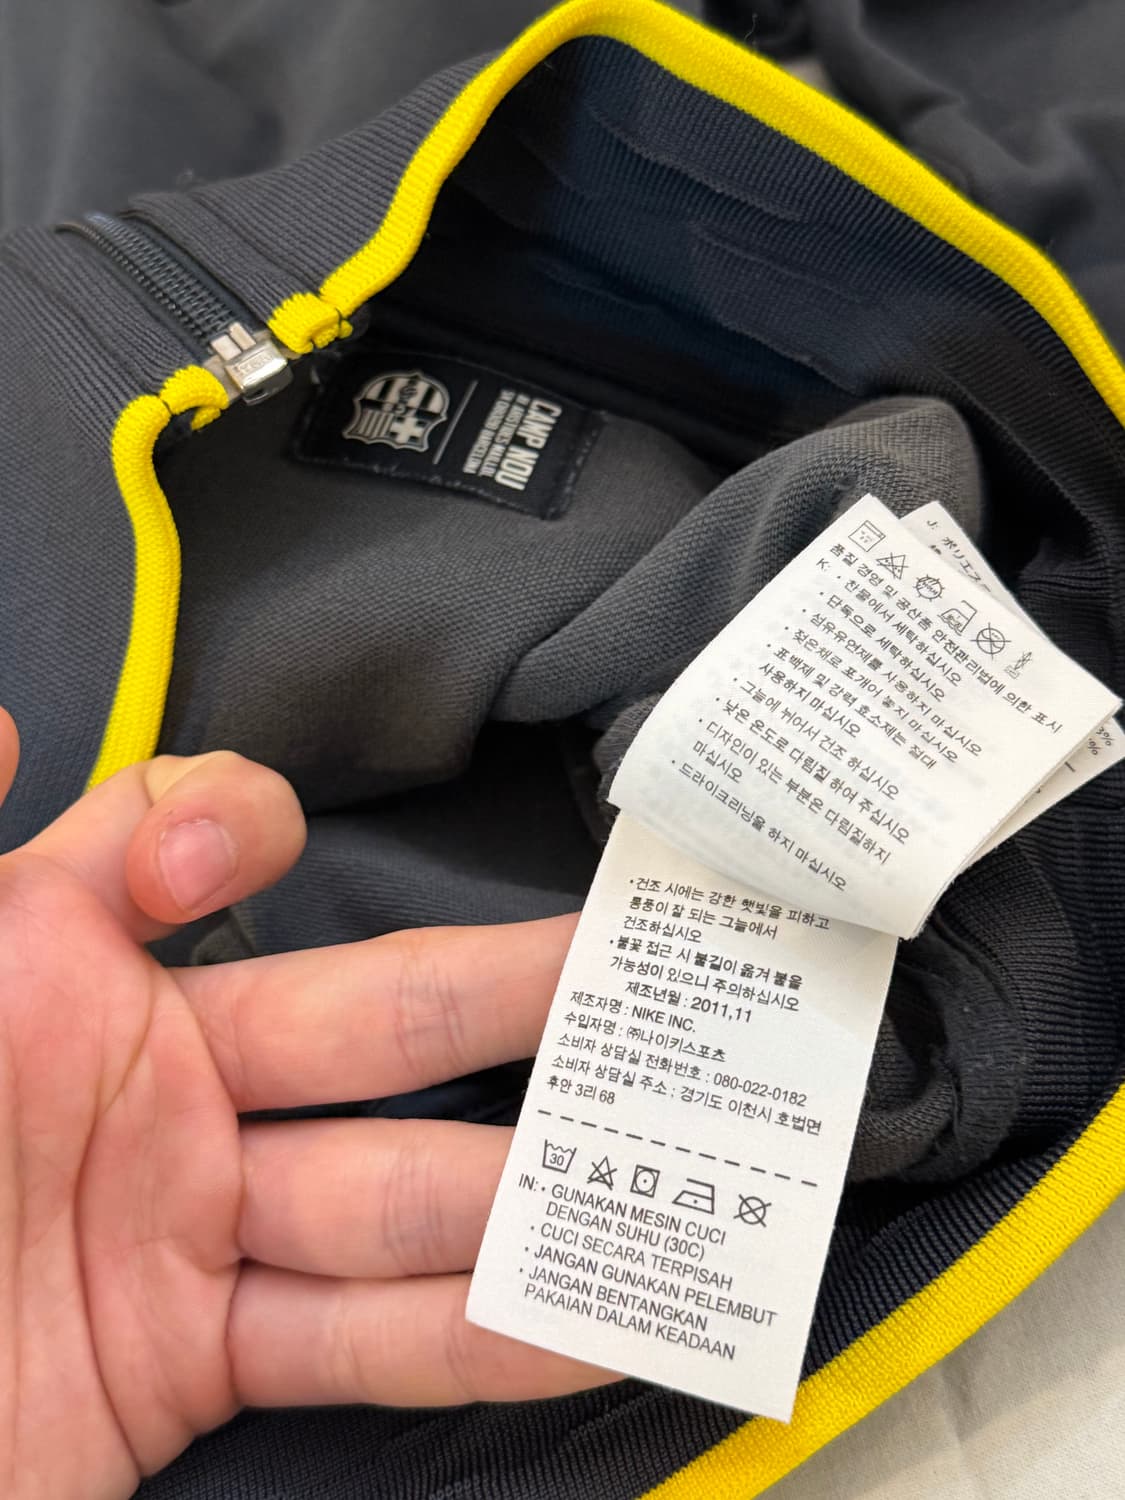 CAMP NOU
J: ポリエス
품질 경영 및 공산품 안전관리법에 의한 표시
K: · 찬물에서 세탁하십시오
· 단독으로 세탁하십시오
· 섬유유연제를 사용하지 마십시오
· 젖은채로 포개어 놓지 마십시오
· 표백제 및 강력 효소제는 절대
사용하지 마십시오
· 그늘에 뉘어서 건조 하십시오
· 낮은 온도로 다림질 하여 주십시오
· 디자인이 있는 부분은 다림질하지
마십시오
· 드라이크리닝을 하지 마십시오
3%
%
· 건조 시에는 강한 햇빛을 피하고
통풍이 잘 되는 그늘에서
건조하십시오
· 불꽃 접근 시 불길이 옮겨 붙을
가능성이 있으니 주의하십시오
제조년월 : 2011,11
제조자명 : NIKE INC.
수입자명 : ㈜나이키스포츠
소비자 상담실 전화번호 : 080-022-0182
소비자 상담실 주소 ; 경기도 이천시 호법면
후안 3리 68
30
IN: · GUNAKAN MESIN CUCI
DENGAN SUHU (30C)
· CUCI SECARA TERPISAH
· JANGAN GUNAKAN PELEMBUT
· JANGAN BENTANGKAN
PAKAIAN DALAM KEADAAN